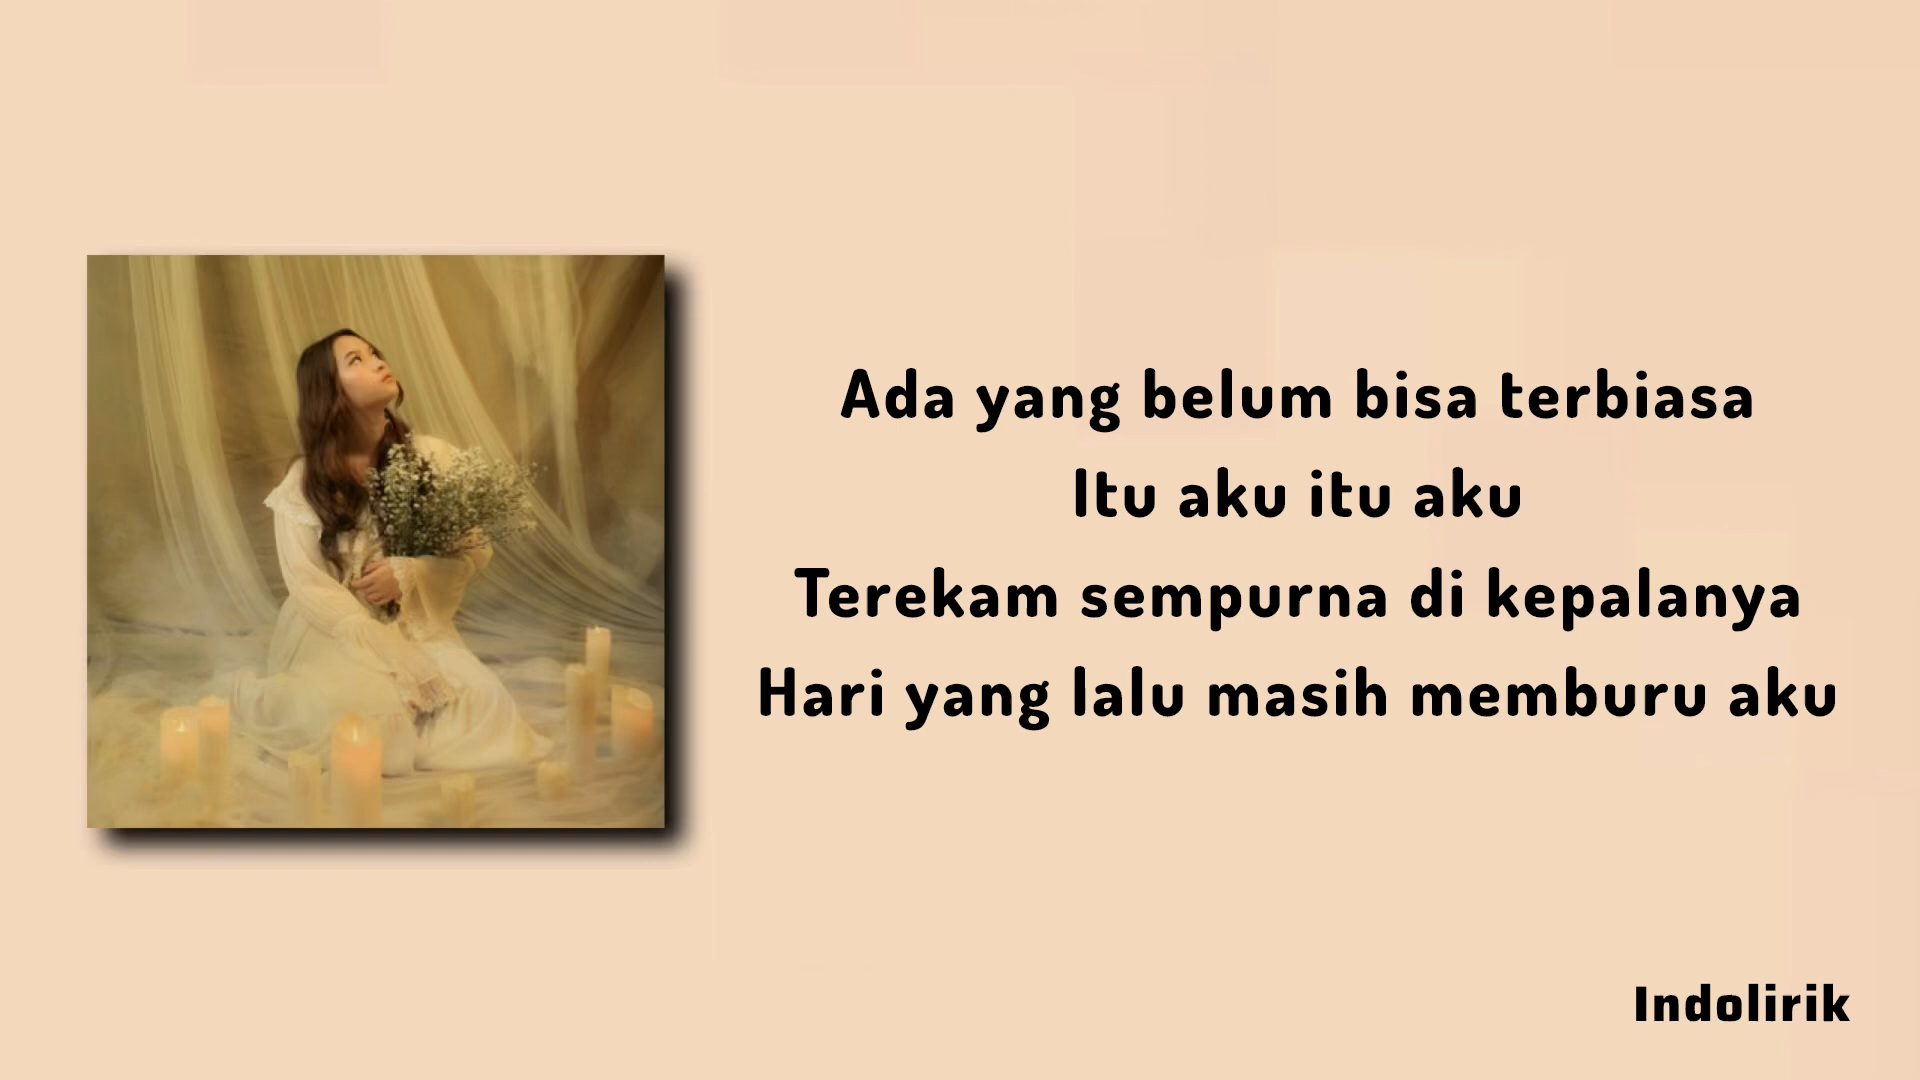 Ada yang belum bisa terbiasa
Itu aku itu aku
Terekam sempurna di kepalanya
Hari yang lalu masih memburu aku
Indolirik